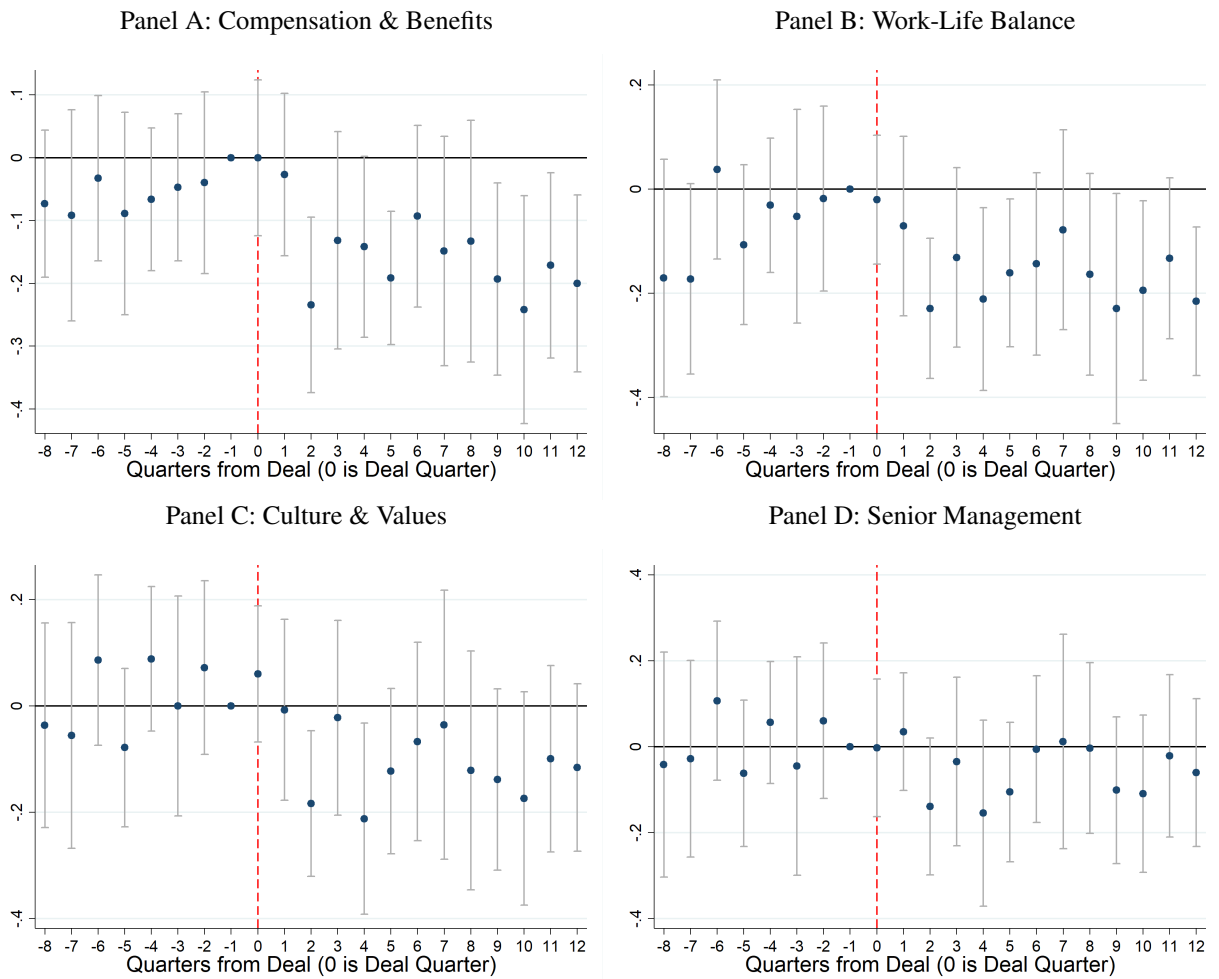 Panel A: Compensation & Benefits
.1
0
-.1
-.2
-.3
-.4
-8 -7 -6 -5 -4 -3 -2 -1 0 1 2 3 4 5 6 7 8 9 10 11 12
Quarters from Deal (0 is Deal Quarter)
Panel B: Work-Life Balance
.2
0
-.2
-.4
-8 -7 -6 -5 -4 -3 -2 -1 0 1 2 3 4 5 6 7 8 9 10 11 12
Quarters from Deal (0 is Deal Quarter)
Panel C: Culture & Values
.2
0
-.2
-.4
-8 -7 -6 -5 -4 -3 -2 -1 0 1 2 3 4 5 6 7 8 9 10 11 12
Quarters from Deal (0 is Deal Quarter)
Panel D: Senior Management
.4
.2
0
-.2
-.4
-8 -7 -6 -5 -4 -3 -2 -1 0 1 2 3 4 5 6 7 8 9 10 11 12
Quarters from Deal (0 is Deal Quarter)